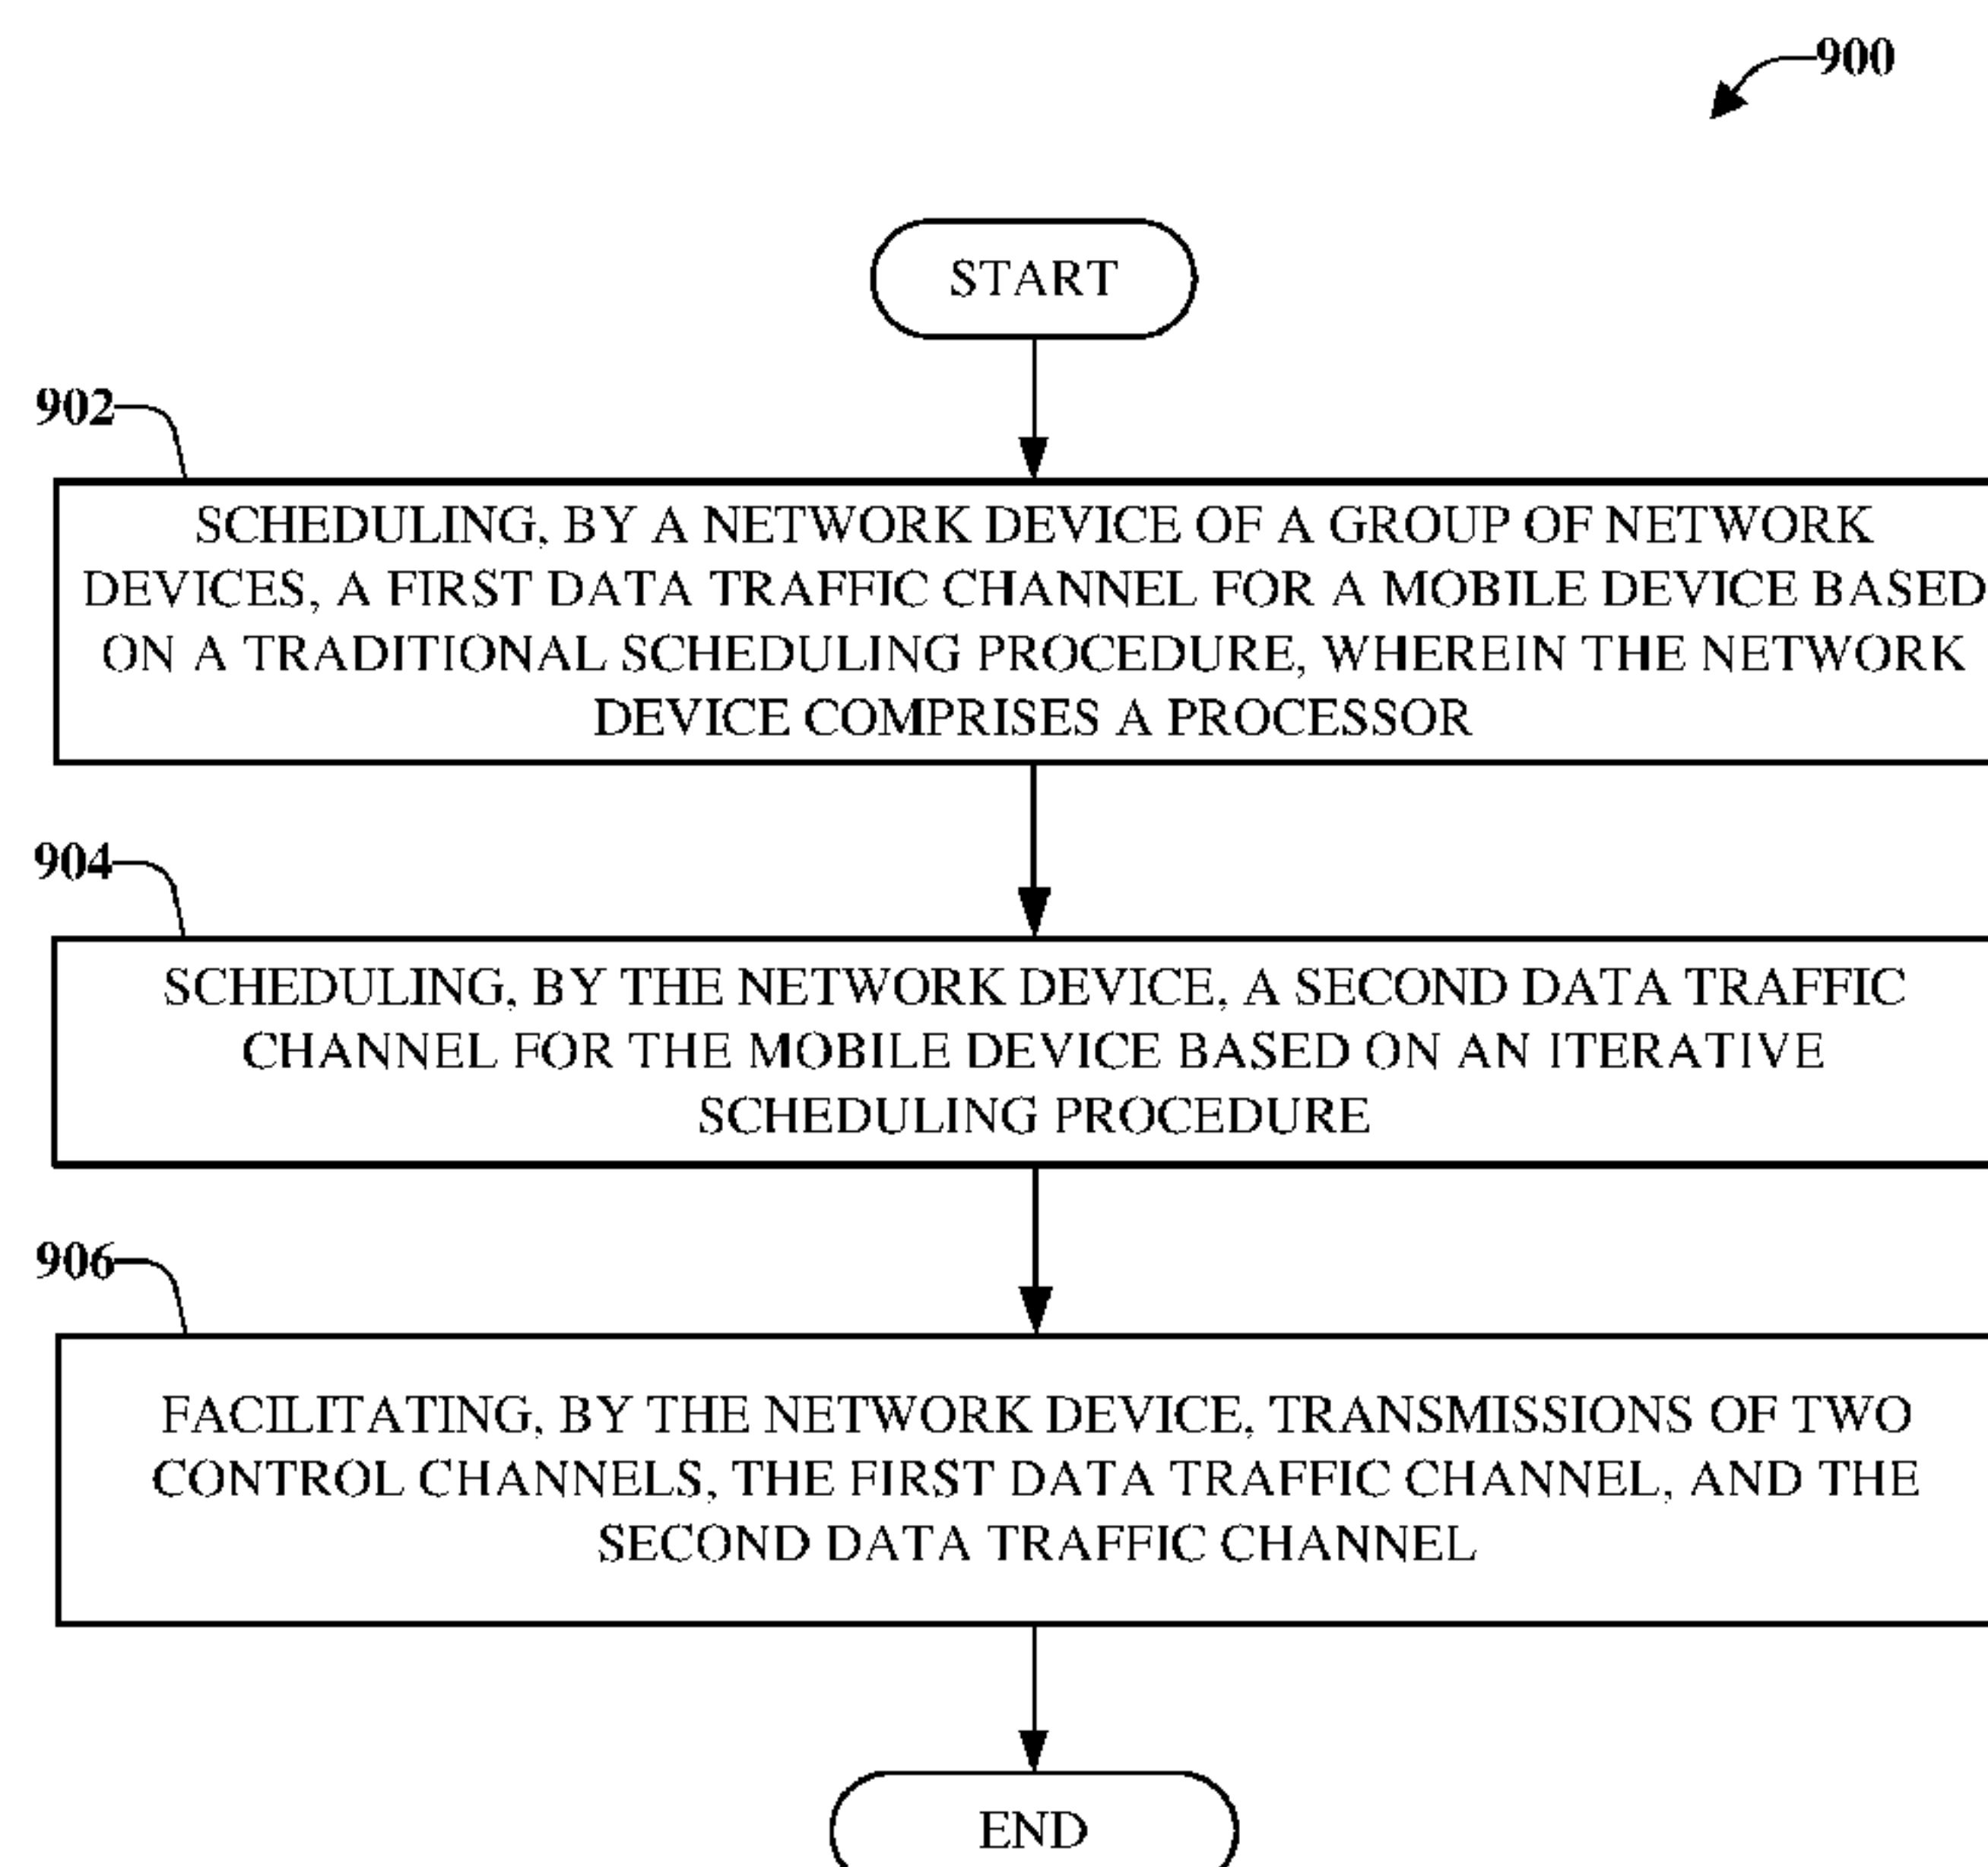 900
START
902
SCHEDULING, BY A NETWORK DEVICE OF A GROUP OF NETWORK
DEVICES, A FIRST DATA TRAFFIC CHANNEL FOR A MOBILE DEVICE BASED
ON A TRADITIONAL SCHEDULING PROCEDURE, WHEREIN THE NETWORK
DEVICE COMPRISES A PROCESSOR
904
SCHEDULING, BY THE NETWORK DEVICE, A SECOND DATA TRAFFIC
CHANNEL FOR THE MOBILE DEVICE BASED ON AN ITERATIVE
SCHEDULING PROCEDURE
906
FACILITATING, BY THE NETWORK DEVICE, TRANSMISSIONS OF TWO
CONTROL CHANNELS, THE FIRST DATA TRAFFIC CHANNEL, AND THE
SECOND DATA TRAFFIC CHANNEL
END